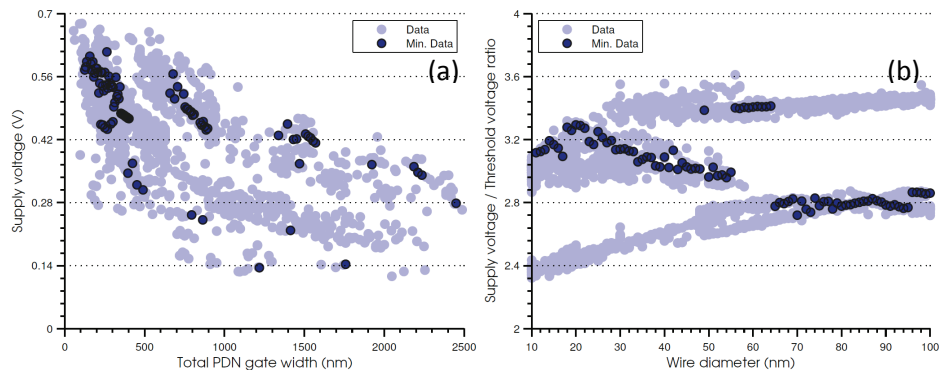 0.7
0.56
0.42
0.28
0.14
0
Supply voltage (V)
0
500
1000
1500
2000
2500
Total PDN gate width (nm)
Data
Min. Data
(a)
4
3.6
3.2
2.8
2.4
2
Supply voltage / Threshold voltage ratio
10
20
30
40
50
60
70
80
90
100
Wire diameter (nm)
Data
Min. Data
(b)